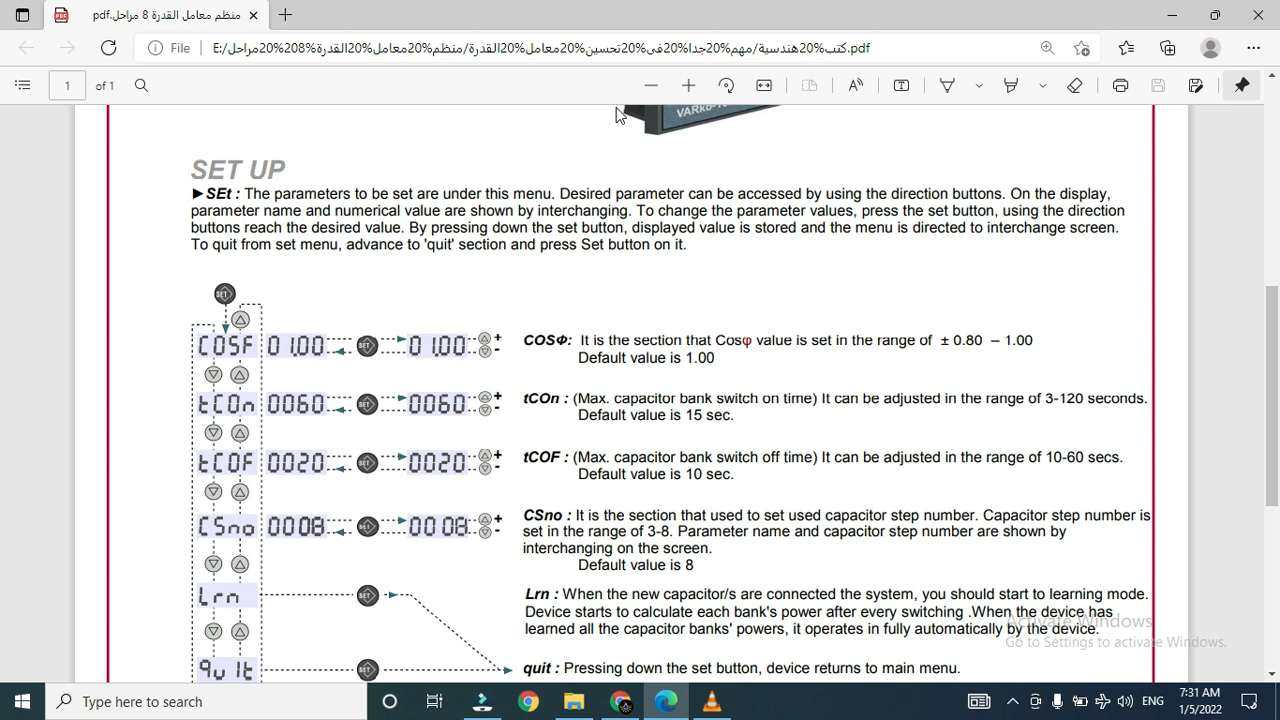 منظم معامل القدرة 8 مراحل.pdf
File
E:/كتب%20هندسية/مهم%20جدا%20فى%20تحسين%20معامل%20القدرة/منظم%20معامل%20القدرة%208%20مراحل.pdf
1 of 1
SET UP
►SEt : The parameters to be set are under this menu. Desired parameter can be accessed by using the direction buttons. On the display,
parameter name and numerical value are shown by interchanging. To change the parameter values, press the set button, using the direction
buttons reach the desired value. By pressing down the set button, displayed value is stored and the menu is directed to interchange screen.
To quit from set menu, advance to 'quit' section and press Set button on it.
SET
COSF 01.00 SET 01.00 + -
COSΦ: It is the section that Cosφ value is set in the range of ± 0.80 – 1.00
Default value is 1.00
tCOn 0060 SET 0060 + -
tCOn : (Max. capacitor bank switch on time) It can be adjusted in the range of 3-120 seconds.
Default value is 15 sec.
tCOF 0020 SET 0020 + -
tCOF : (Max. capacitor bank switch off time) It can be adjusted in the range of 10-60 secs.
Default value is 10 sec.
CSno 0008 SET 0008 + -
CSno : It is the section that used to set used capacitor step number. Capacitor step number is
set in the range of 3-8. Parameter name and capacitor step number are shown by
interchanging on the screen.
Default value is 8
Lrn SET
Lrn : When the new capacitor/s are connected the system, you should start to learning mode.
Device starts to calculate each bank's power after every switching .When the device has
learned all the capacitor banks' powers, it operates in fully automatically by the device.
quit SET
quit : Pressing down the set button, device returns to main menu.
Activate Windows
Go to Settings to activate Windows.
Type here to search
ENG
7:31 AM
1/5/2022